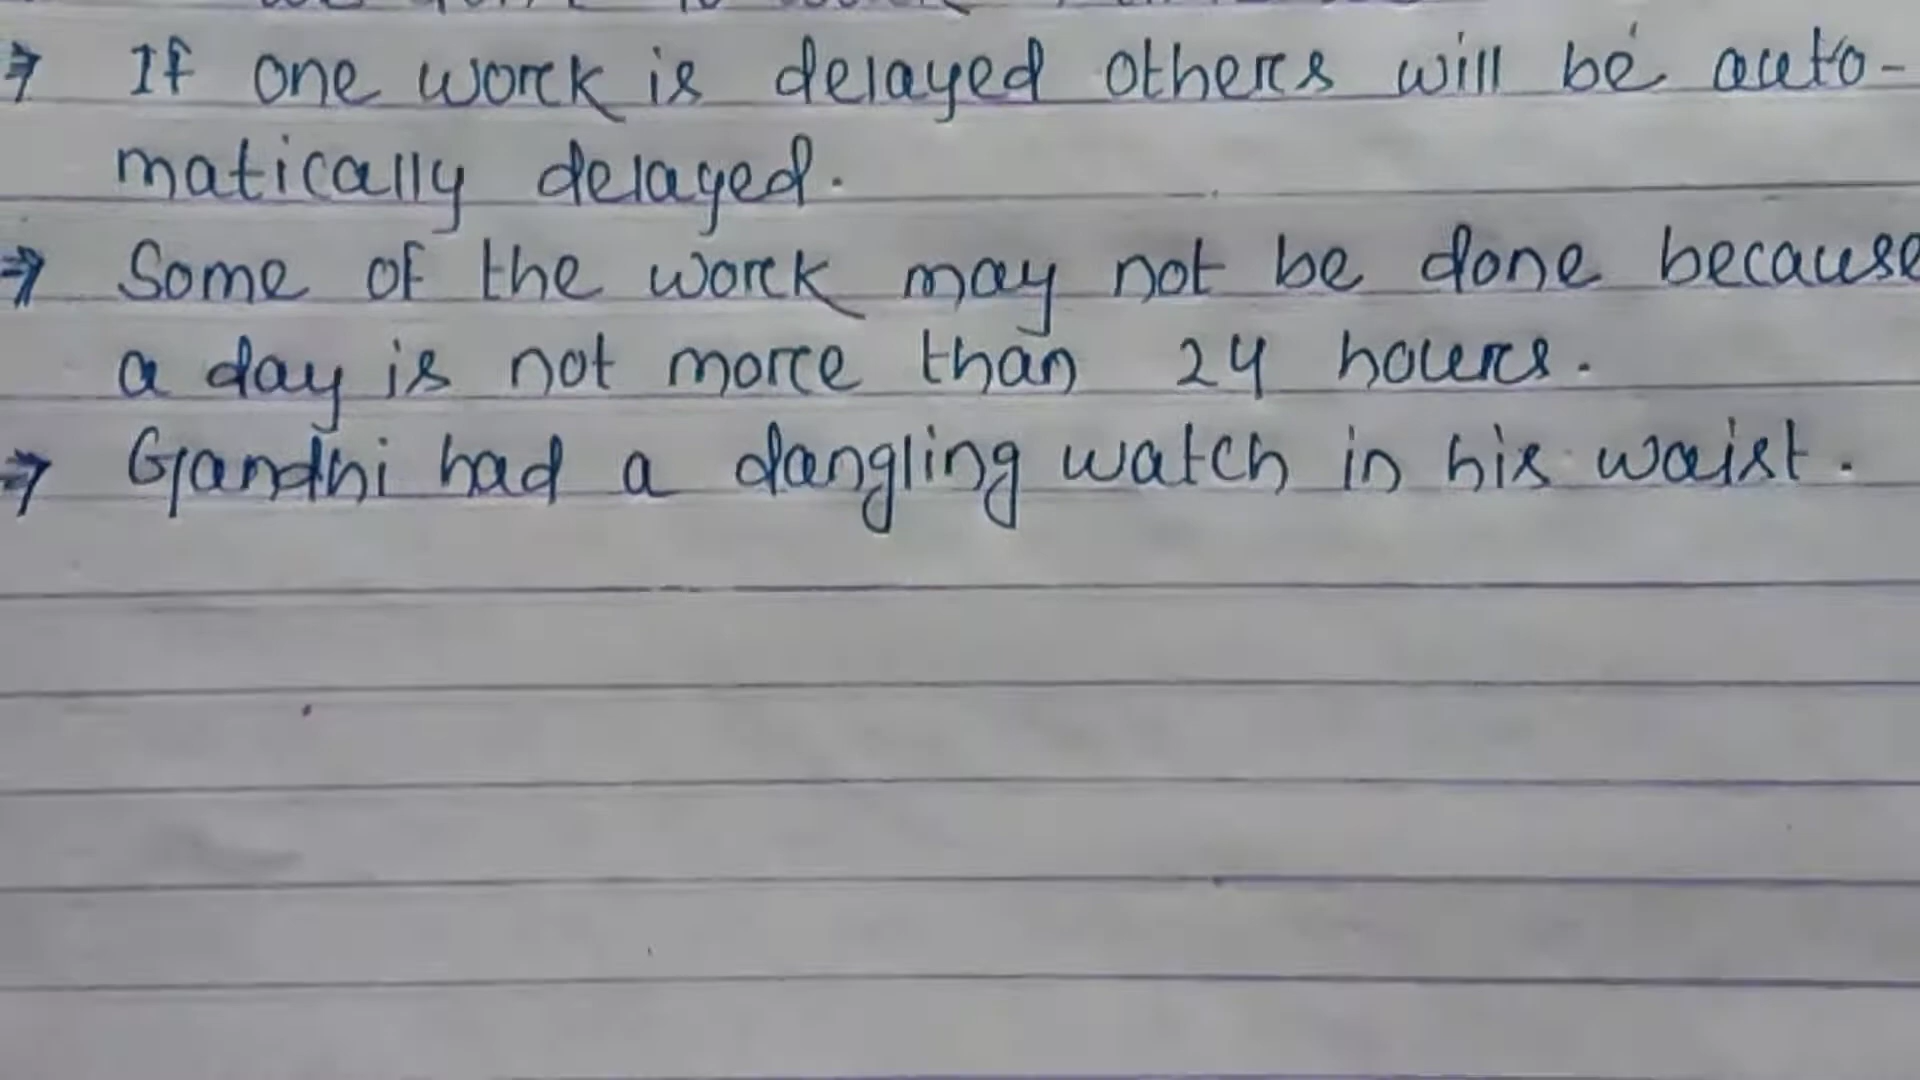 ⇒ If one work is delayed others will be auto-
matically delayed.
⇒ Some of the work may not be done because
a day is not more than 24 hours.
⇒ Gandhi had a dangling watch in his waist.